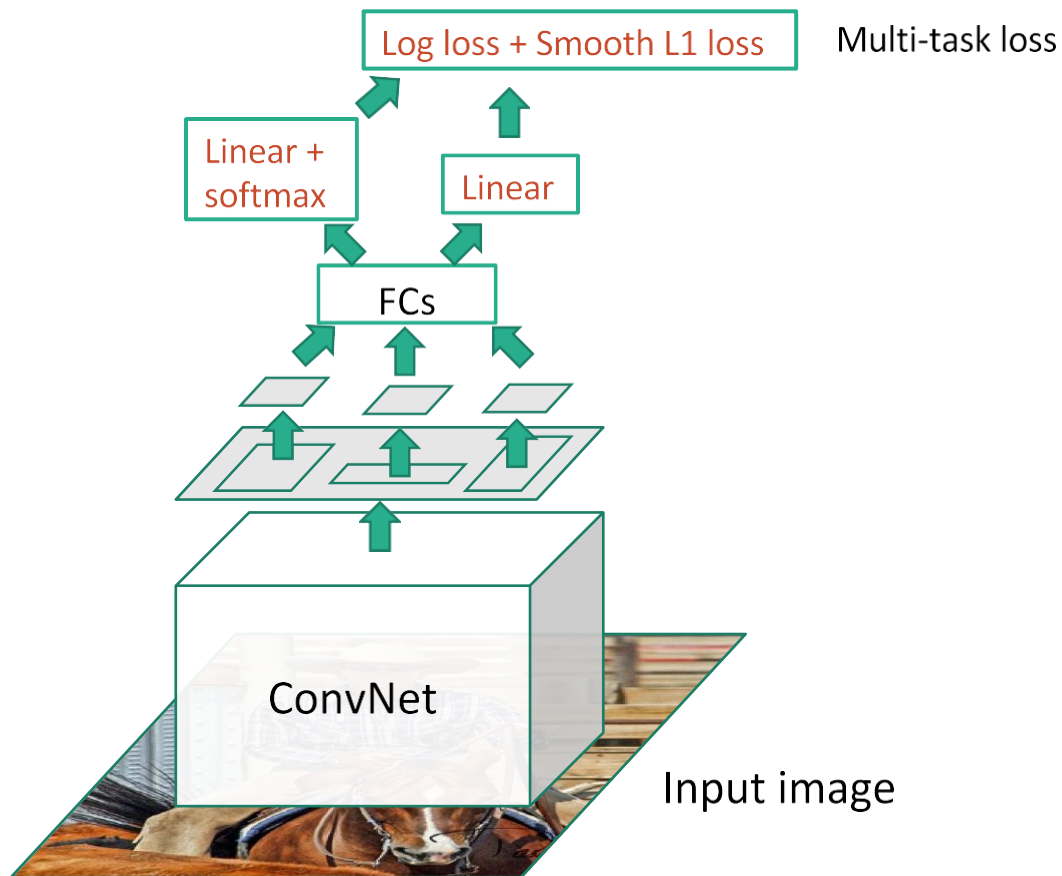 Log loss + Smooth L1 loss
Multi-task loss
Linear +
softmax
Linear
FCs
ConvNet
Input image